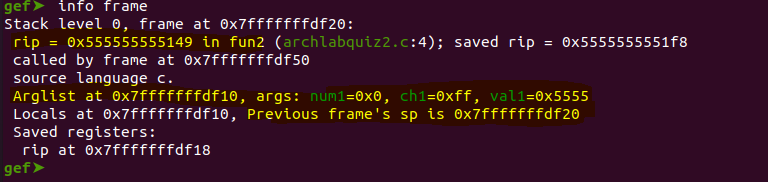 gef➤ info frame
Stack level 0, frame at 0x7fffffffdf20:
 rip = 0x555555555149 in fun2 (archlabquiz2.c:4); saved rip = 0x5555555551f8
 called by frame at 0x7fffffffdf50
 source language c.
 Arglist at 0x7fffffffdf10, args: num1=0x0, ch1=0xff, val1=0x5555
 Locals at 0x7fffffffdf10, Previous frame's sp is 0x7fffffffdf20
 Saved registers:
  rip at 0x7fffffffdf18
gef➤